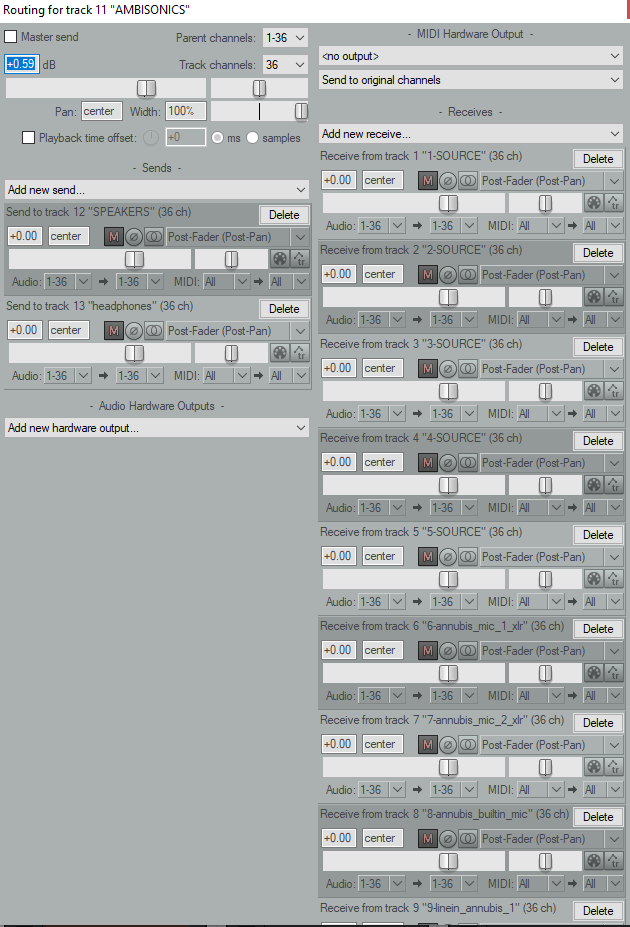 Routing for track 11 "AMBISONICS"
Master send
Parent channels: 1-36
+0.59 dB
Track channels: 36
Pan: center Width: 100%
Playback time offset: +0 ms samples
- Sends -
Add new send...
Send to track 12 "SPEAKERS" (36 ch) Delete
+0.00 center M Post-Fader (Post-Pan)
tr
Audio: 1-36 1-36 MIDI: All All
Send to track 13 "headphones" (36 ch) Delete
+0.00 center M Post-Fader (Post-Pan)
tr
Audio: 1-36 1-36 MIDI: All All
- Audio Hardware Outputs -
Add new hardware output...
- MIDI Hardware Output -
<no output>
Send to original channels
- Receives -
Add new receive...
Receive from track 1 "1-SOURCE" (36 ch) Delete
+0.00 center M Post-Fader (Post-Pan)
tr
Audio: 1-36 1-36 MIDI: All All
Receive from track 2 "2-SOURCE" (36 ch) Delete
+0.00 center M Post-Fader (Post-Pan)
tr
Audio: 1-36 1-36 MIDI: All All
Receive from track 3 "3-SOURCE" (36 ch) Delete
+0.00 center M Post-Fader (Post-Pan)
tr
Audio: 1-36 1-36 MIDI: All All
Receive from track 4 "4-SOURCE" (36 ch) Delete
+0.00 center M Post-Fader (Post-Pan)
tr
Audio: 1-36 1-36 MIDI: All All
Receive from track 5 "5-SOURCE" (36 ch) Delete
+0.00 center M Post-Fader (Post-Pan)
tr
Audio: 1-36 1-36 MIDI: All All
Receive from track 6 "6-annubis_mic_1_xlr" (36 ch) Delete
+0.00 center M Post-Fader (Post-Pan)
tr
Audio: 1-36 1-36 MIDI: All All
Receive from track 7 "7-annubis_mic_2_xlr" (36 ch) Delete
+0.00 center M Post-Fader (Post-Pan)
tr
Audio: 1-36 1-36 MIDI: All All
Receive from track 8 "8-annubis_builtin_mic" (36 ch) Delete
+0.00 center M Post-Fader (Post-Pan)
tr
Audio: 1-36 1-36 MIDI: All All
Receive from track 9 "9-linein_annubis_1" (36 ch) Delete